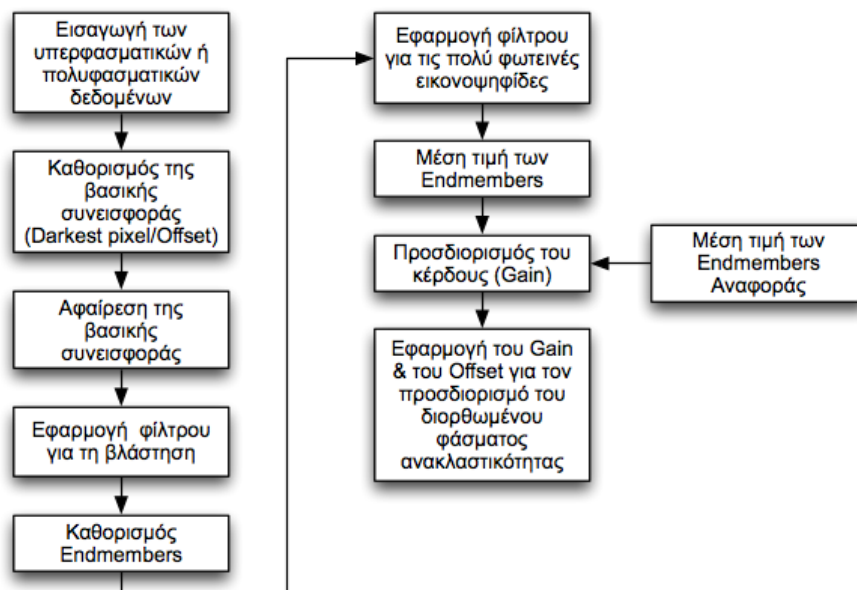 Εισαγωγή των
υπερφασματικών ή
πολυφασματικών
δεδομένων
Καθορισμός της
βασικής
συνεισφοράς
(Darkest pixel/Offset)
Αφαίρεση της
βασικής
συνεισφοράς
Εφαρμογή φίλτρου
για τη βλάστηση
Καθορισμός
Endmembers
Εφαρμογή φίλτρου
για τις πολύ φωτεινές
εικονοψηφίδες
Μέση τιμή των
Endmembers
Προσδιορισμός του
κέρδους (Gain)
Μέση τιμή των
Endmembers
Αναφοράς
Εφαρμογή του Gain
& του Offset για τον
προσδιορισμό του
διορθωμένου
φάσματος
ανακλαστικότητας